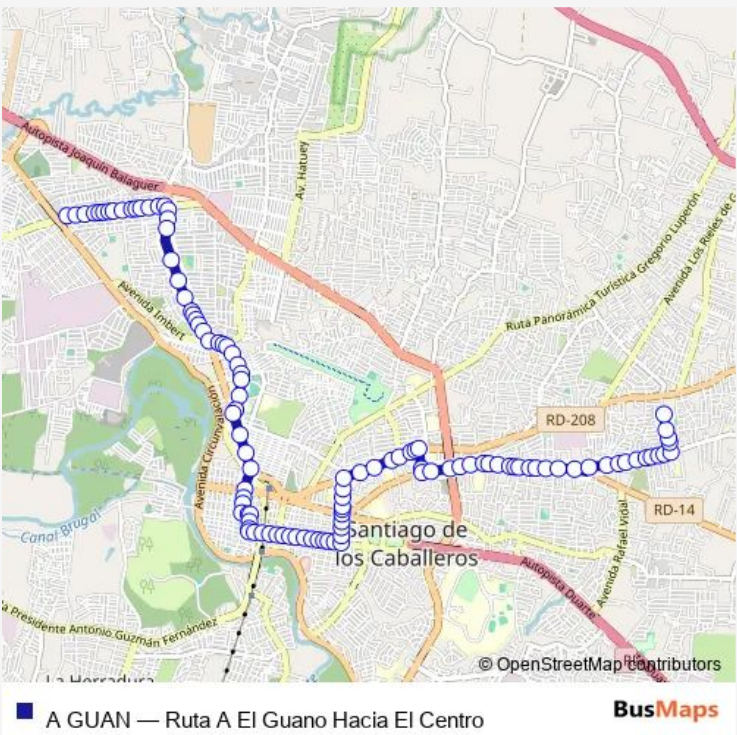 Autopista Joaquín Balaguer
Av. Hatuey
Avenida Imbert
Ruta Panorámica Turística Gregorio Luperón
Avenida Los Rieles de G
RD-208
Avenida Circunvalación
RD-14
Santiago de
los Caballeros
Canal Brugal
Avenida Rafael Vidal
Autopista Duarte
a Presidente Antonio Guzmán Fernández
La Herradura
© OpenStreetMap contributors
A GUAN — Ruta A El Guano Hacia El Centro
BusMaps